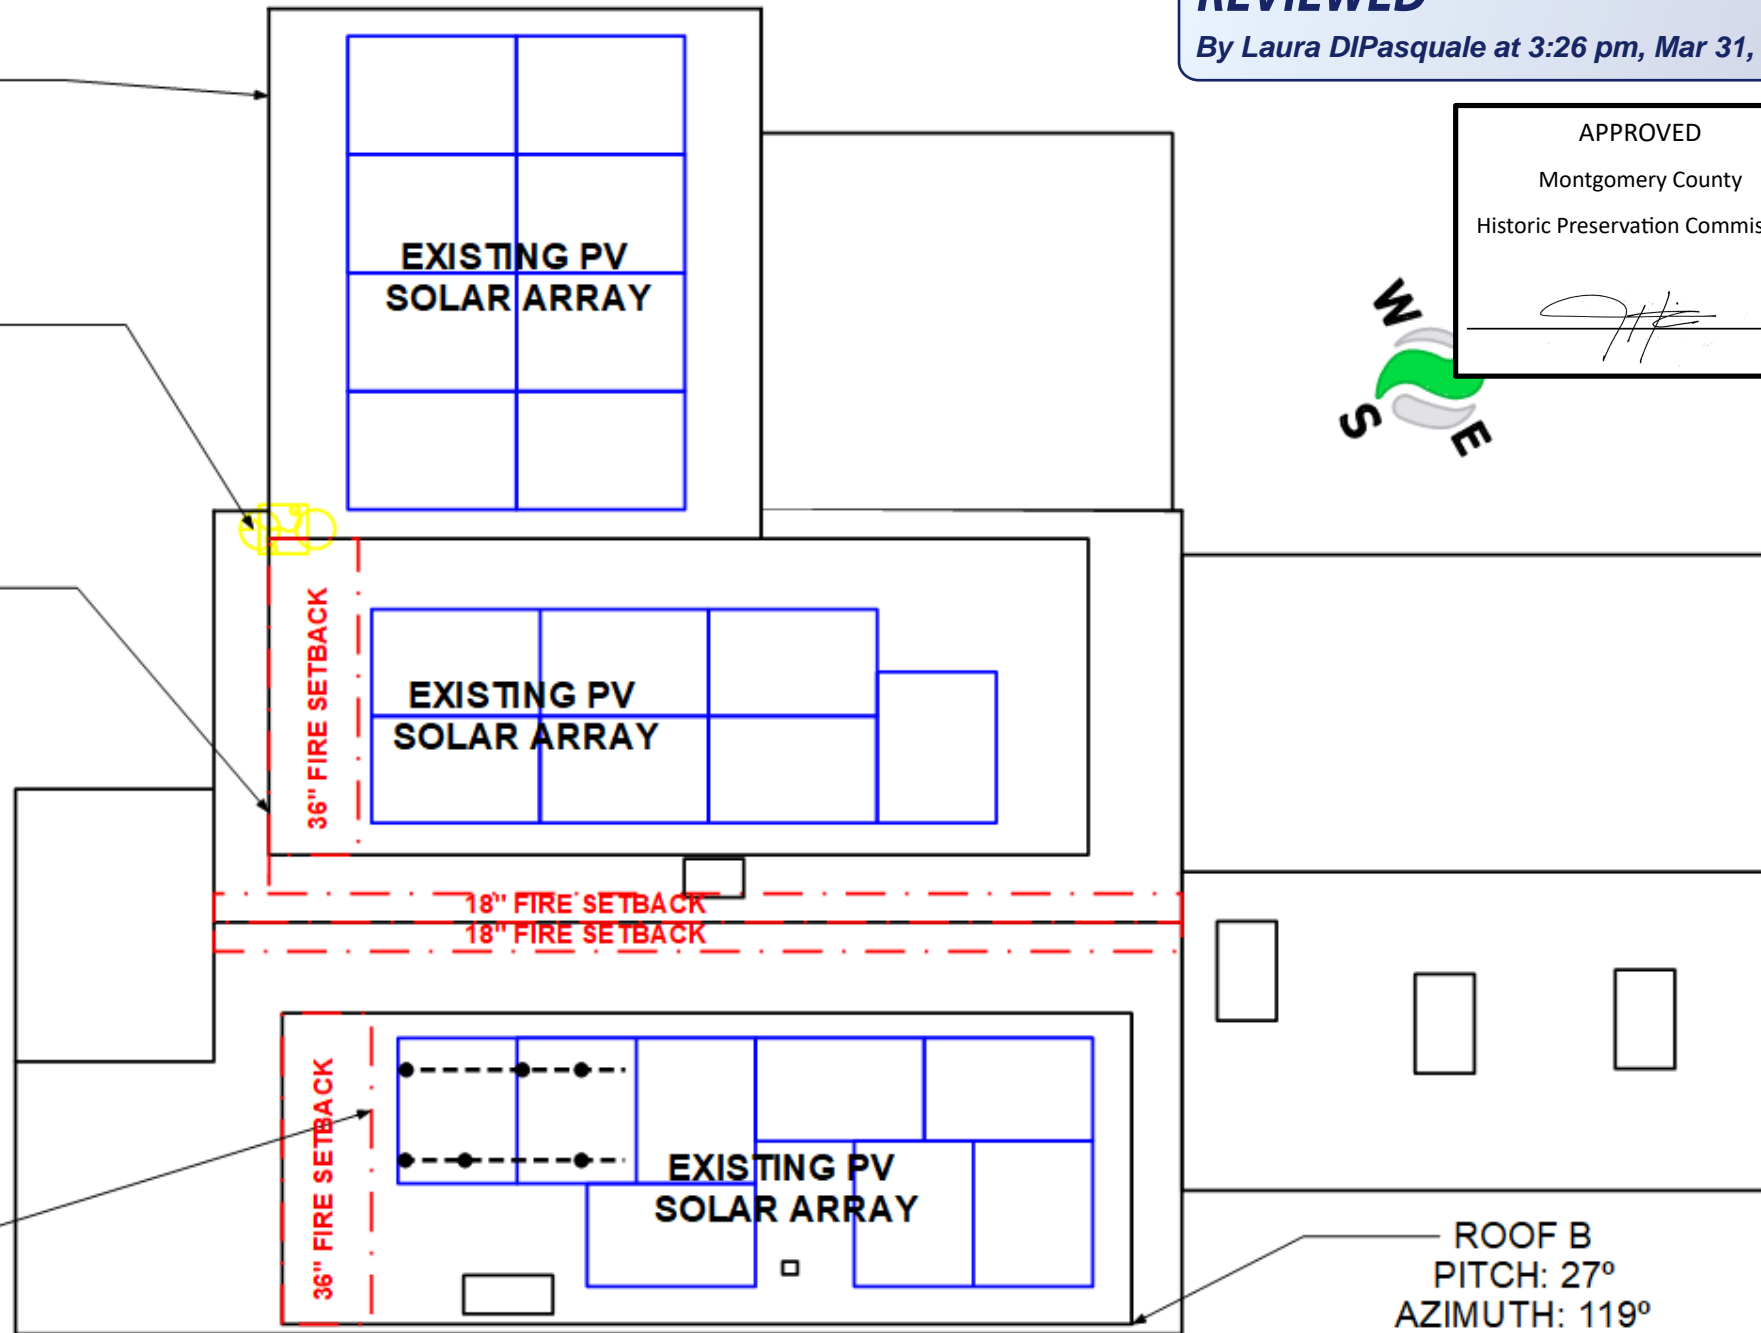 REVIEWED
By Laura DIPasquale at 3:26 pm, Mar 31,
APPROVED
Montgomery County
Historic Preservation Commis
EXISTING PV
SOLAR ARRAY
W
S
E
36" FIRE SETBACK
EXISTING PV
SOLAR ARRAY
18" FIRE SETBACK
18" FIRE SETBACK
36" FIRE SETBACK
EXISTING PV
SOLAR ARRAY
ROOF B
PITCH: 27º
AZIMUTH: 119º